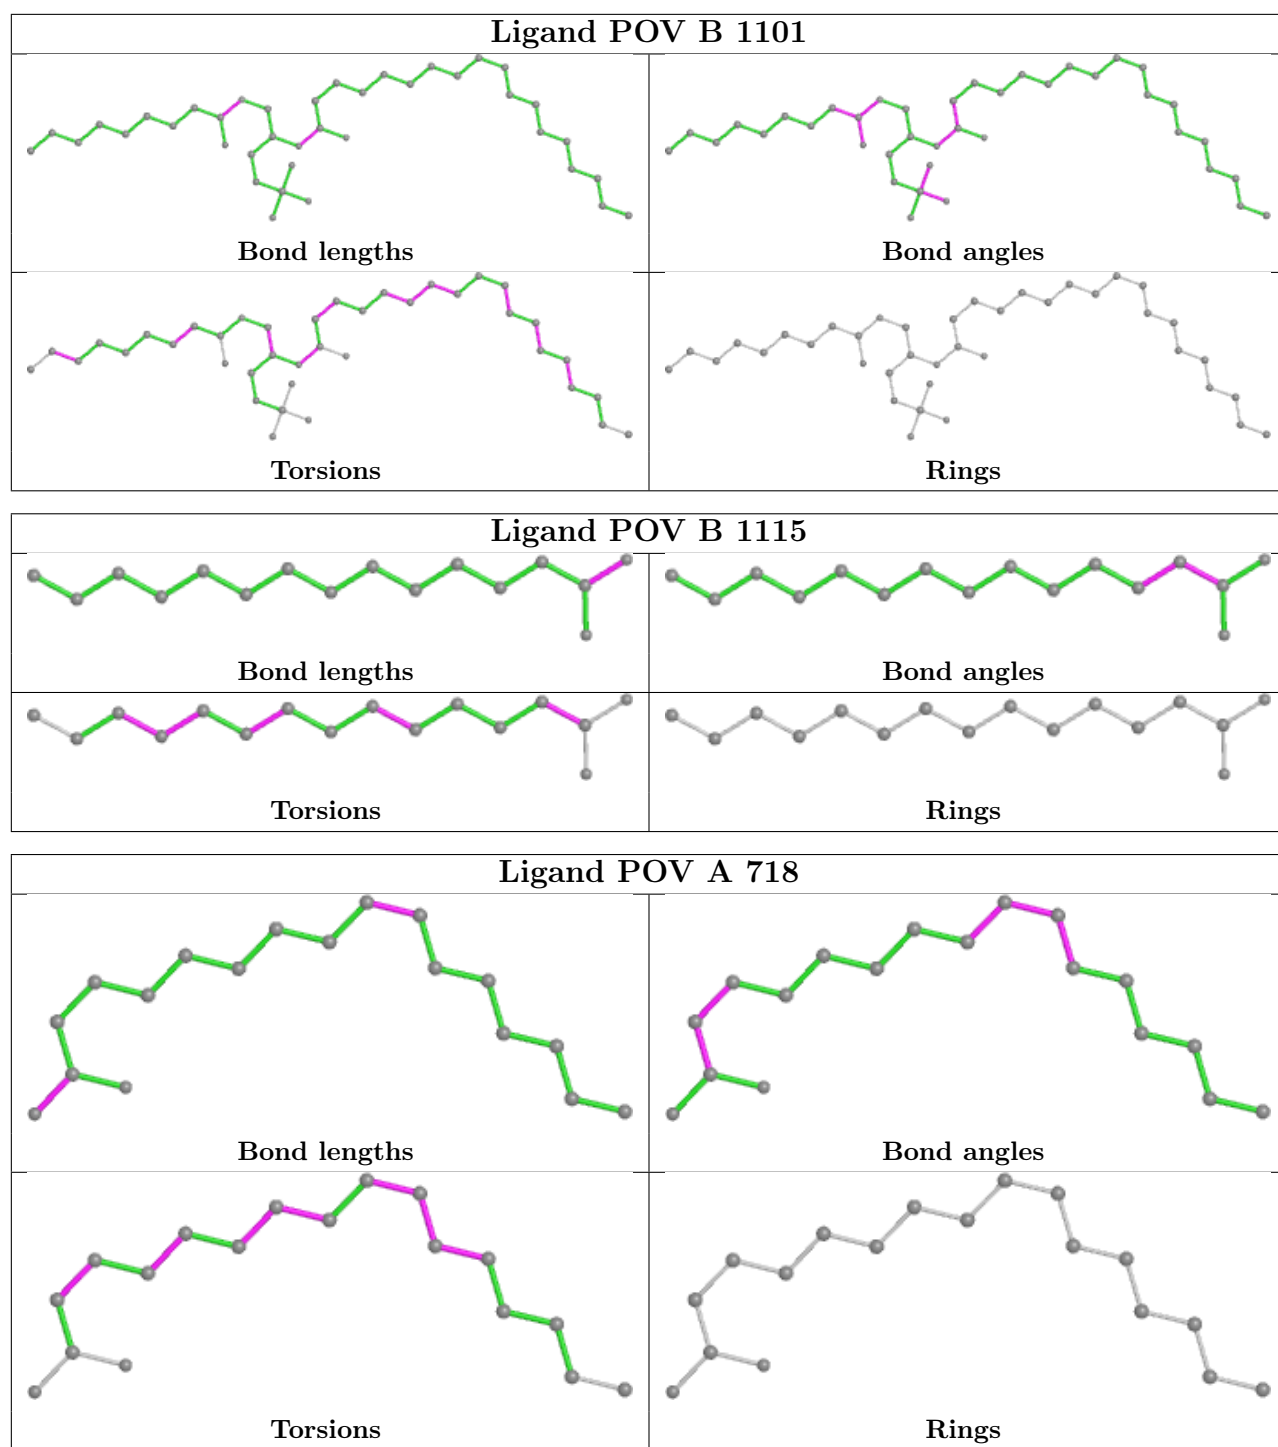 Ligand POV B 1101
Bond lengths
Bond angles
Torsions
Rings
Ligand POV B 1115
Bond lengths
Bond angles
Torsions
Rings
Ligand POV A 718
Bond lengths
Bond angles
Torsions
Rings